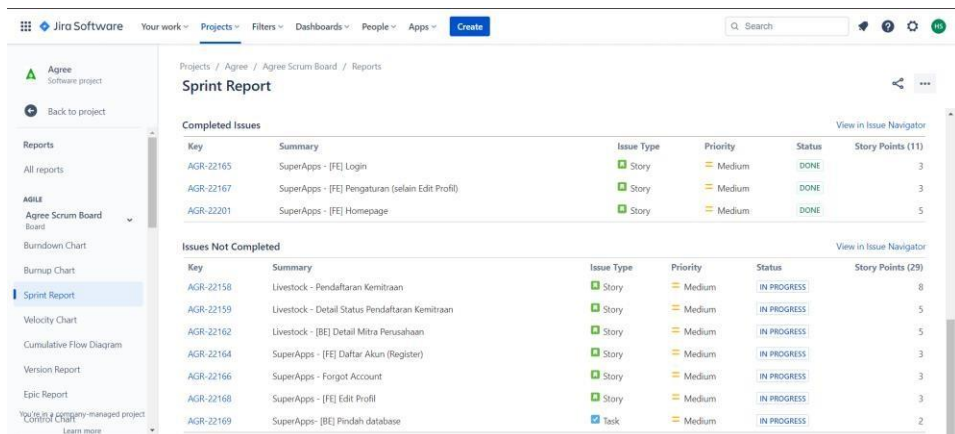 Jira Software Your work Projects Filters Dashboards People Apps Create Search HS
Agree
Software project
Back to project
Reports
All reports
AGILE
Agree Scrum Board
Board
Burndown Chart
Burnup Chart
Sprint Report
Velocity Chart
Cumulative Flow Diagram
Version Report
Epic Report
You're in a company-managed project
Control Chart
Learn more
Projects / Agree / Agree Scrum Board / Reports
Sprint Report
Completed Issues View in Issue Navigator
Key Summary Issue Type Priority Status Story Points (11)
AGR-22165 SuperApps - [FE] Login Story Medium DONE 3
AGR-22167 SuperApps - [FE] Pengaturan (selain Edit Profil) Story Medium DONE 3
AGR-22201 SuperApps - [FE] Homepage Story Medium DONE 5
Issues Not Completed View in Issue Navigator
Key Summary Issue Type Priority Status Story Points (29)
AGR-22158 Livestock - Pendaftaran Kemitraan Story Medium IN PROGRESS 8
AGR-22159 Livestock - Detail Status Pendaftaran Kemitraan Story Medium IN PROGRESS 5
AGR-22162 Livestock - [BE] Detail Mitra Perusahaan Story Medium IN PROGRESS 5
AGR-22164 SuperApps - [FE] Daftar Akun (Register) Story Medium IN PROGRESS 3
AGR-22166 SuperApps - Forgot Account Story Medium IN PROGRESS 3
AGR-22168 SuperApps - [FE] Edit Profil Story Medium IN PROGRESS 3
AGR-22169 SuperApps- [BE] Pindah database Task Medium IN PROGRESS 2